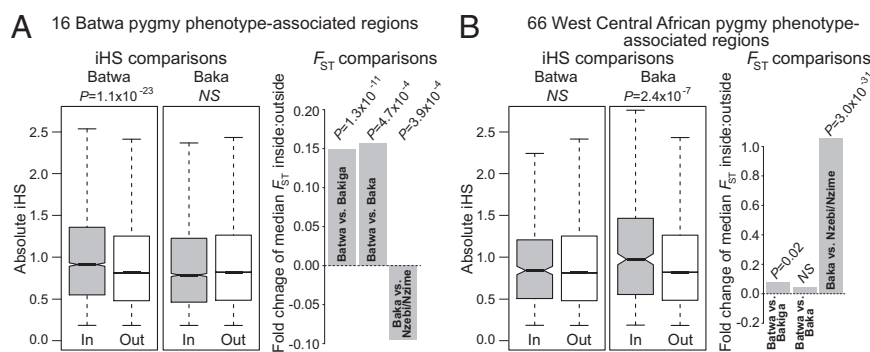 A 16 Batwa pygmy phenotype-associated regions
iHS comparisons
Batwa
P=1.1x10 -23
Baka
NS
Absolute iHS
2.5
2.0
1.5
1.0
0.5
0.0
In Out In Out
FST comparisons
P=1.3x10 -11
P=4.7x10 -4
P=3.9x10 -4
Fold change of median FST inside:outside
0.20
0.15
0.10
0.05
0.00
-0.05
-0.10
Batwa vs. Bakiga
Batwa vs. Baka
Baka vs.
Nzebi/Nzime
B 66 West Central African pygmy phenotype-
associated regions
iHS comparisons
Batwa
NS
Baka
P=2.4x10 -7
Absolute iHS
2.5
2.0
1.5
1.0
0.5
0.0
In Out In Out
FST comparisons
P=0.02
NS
P=3.0x10 -31
Fold chnage of median FST inside:outside
1.0
0.8
0.6
0.4
0.2
0.0
-0.2
Batwa vs.
Bakiga
Batwa vs.
Baka
Baka vs. Nzebi/Nzime